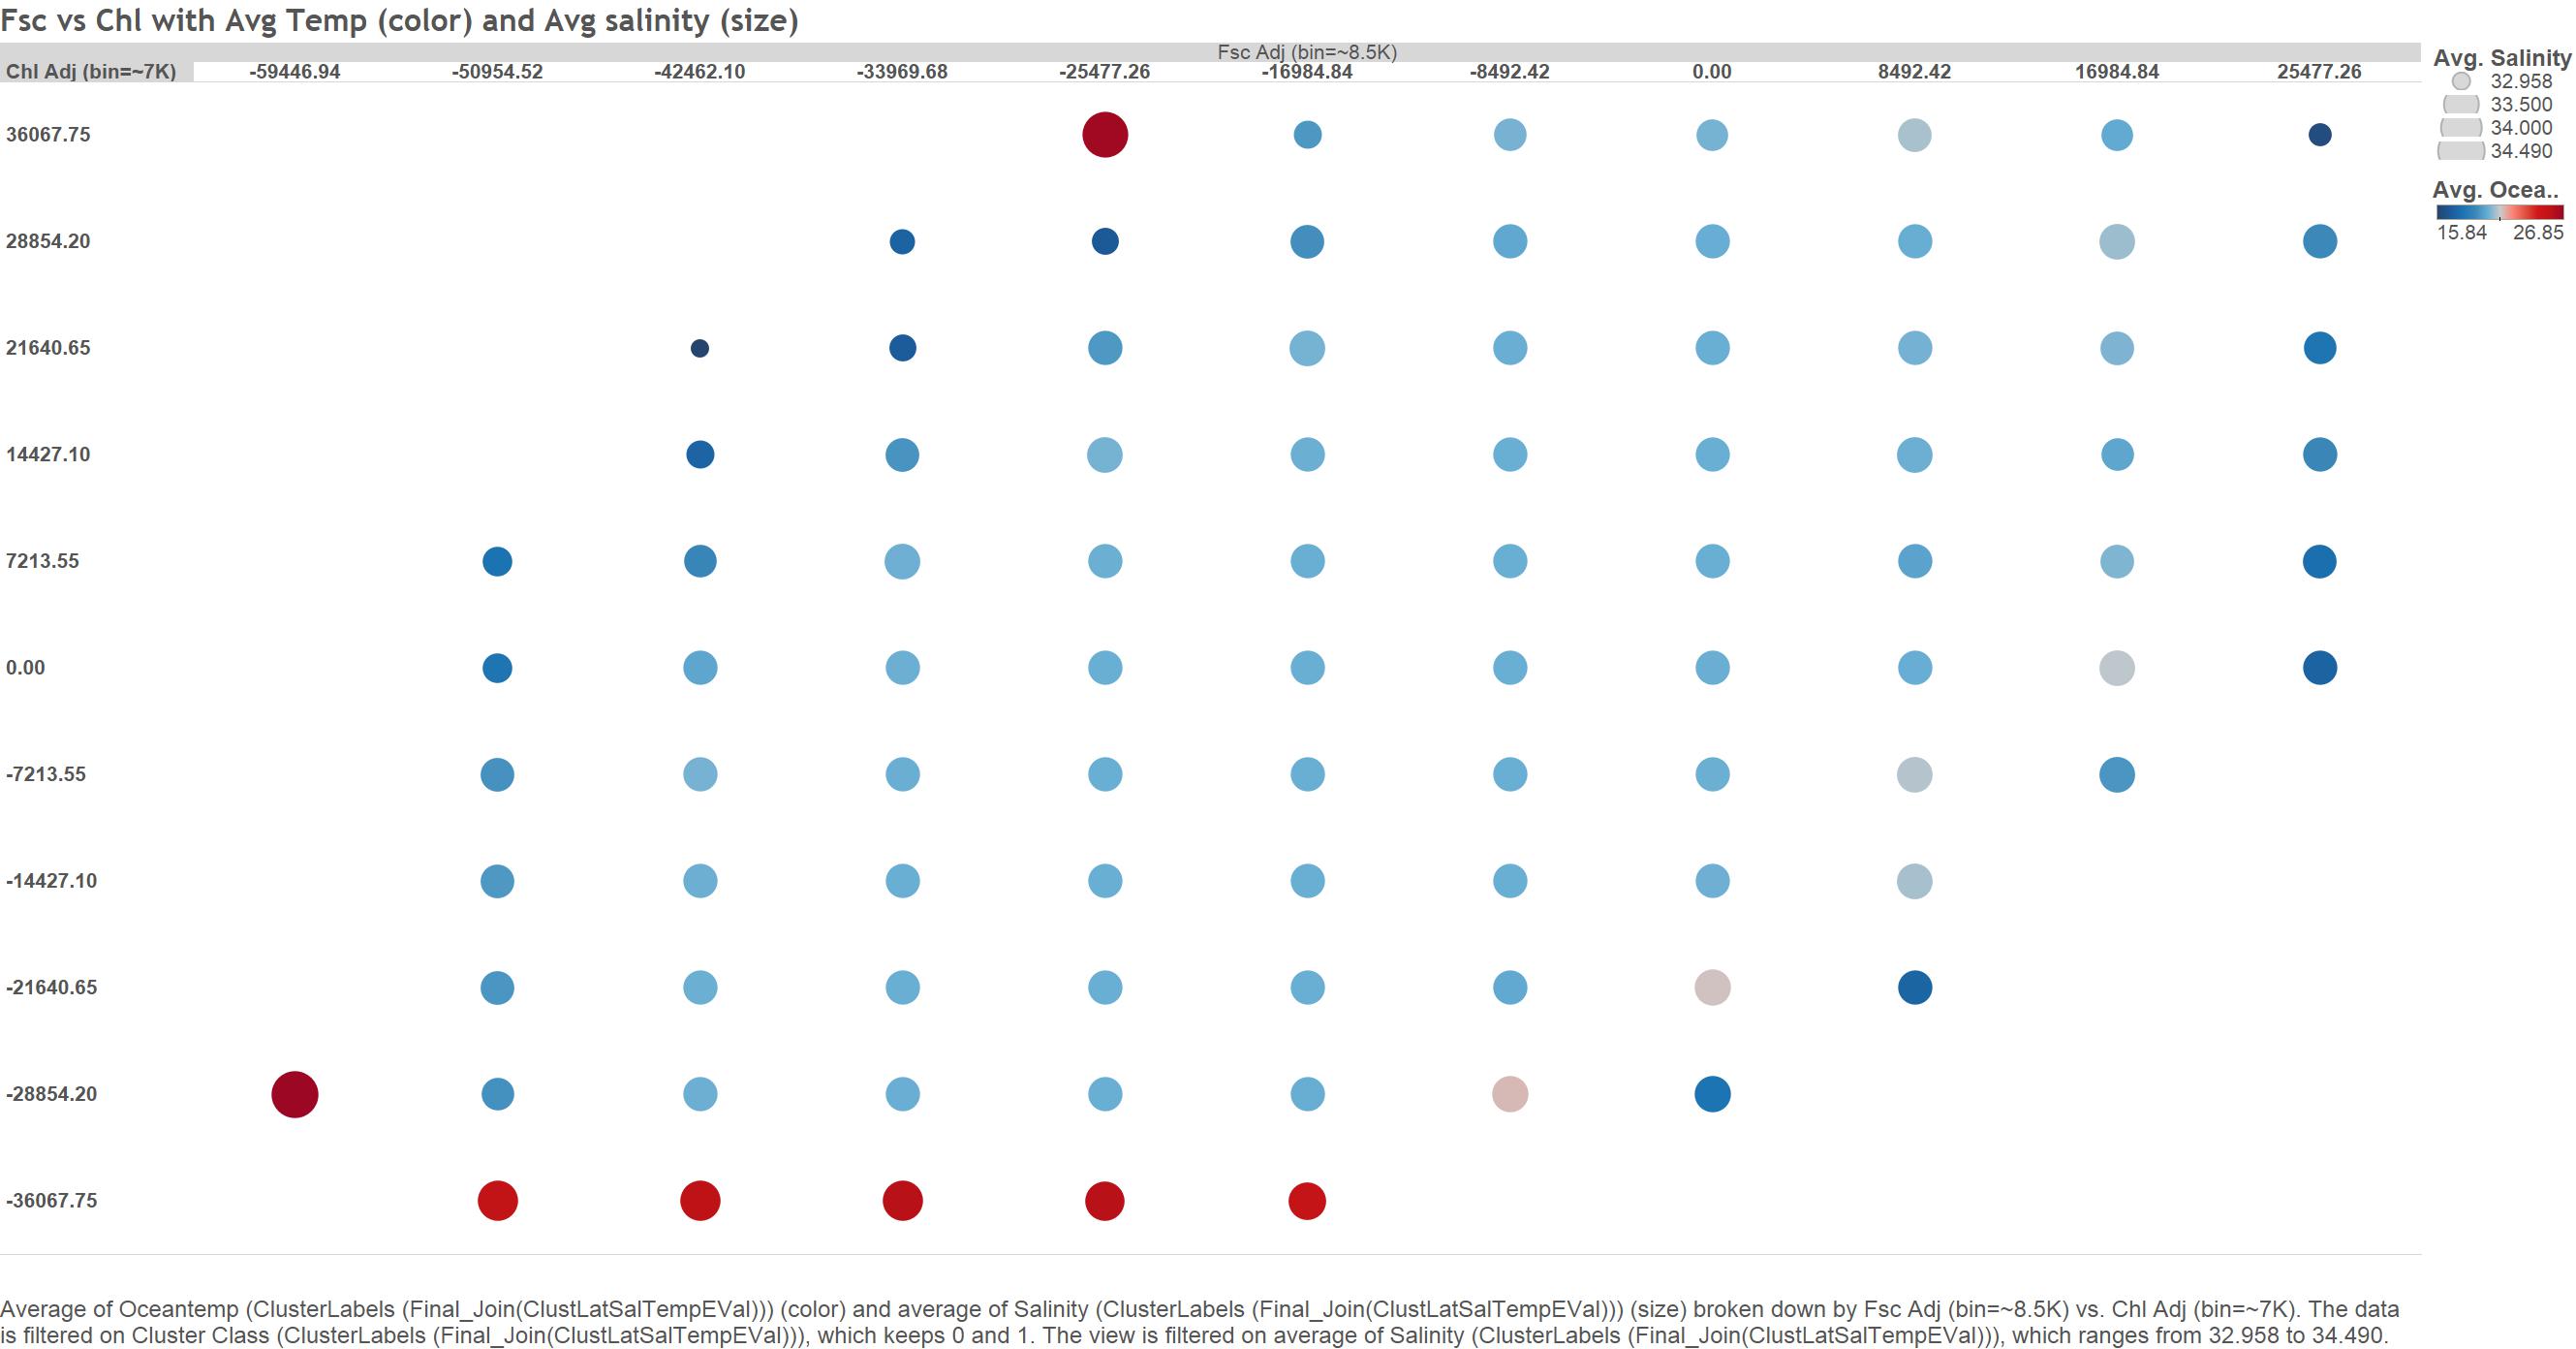 Fsc vs Chl with Avg Temp (color) and Avg salinity (size)
Fsc Adj (bin=~8.5K)
Chl Adj (bin=~7K) -59446.94 -50954.52 -42462.10 -33969.68 -25477.26 -16984.84 -8492.42 0.00 8492.42 16984.84 25477.26
36067.75
28854.20
21640.65
14427.10
7213.55
0.00
-7213.55
-14427.10
-21640.65
-28854.20
-36067.75
Avg. Salinity
32.958
33.500
34.000
34.490
Avg. Ocea..
15.84 26.85
Average of Oceantemp (ClusterLabels (Final_Join(ClustLatSalTempEVal))) (color) and average of Salinity (ClusterLabels (Final_Join(ClustLatSalTempEVal))) (size) broken down by Fsc Adj (bin=~8.5K) vs. Chl Adj (bin=~7K). The data
is filtered on Cluster Class (ClusterLabels (Final_Join(ClustLatSalTempEVal))), which keeps 0 and 1. The view is filtered on average of Salinity (ClusterLabels (Final_Join(ClustLatSalTempEVal))), which ranges from 32.958 to 34.490.